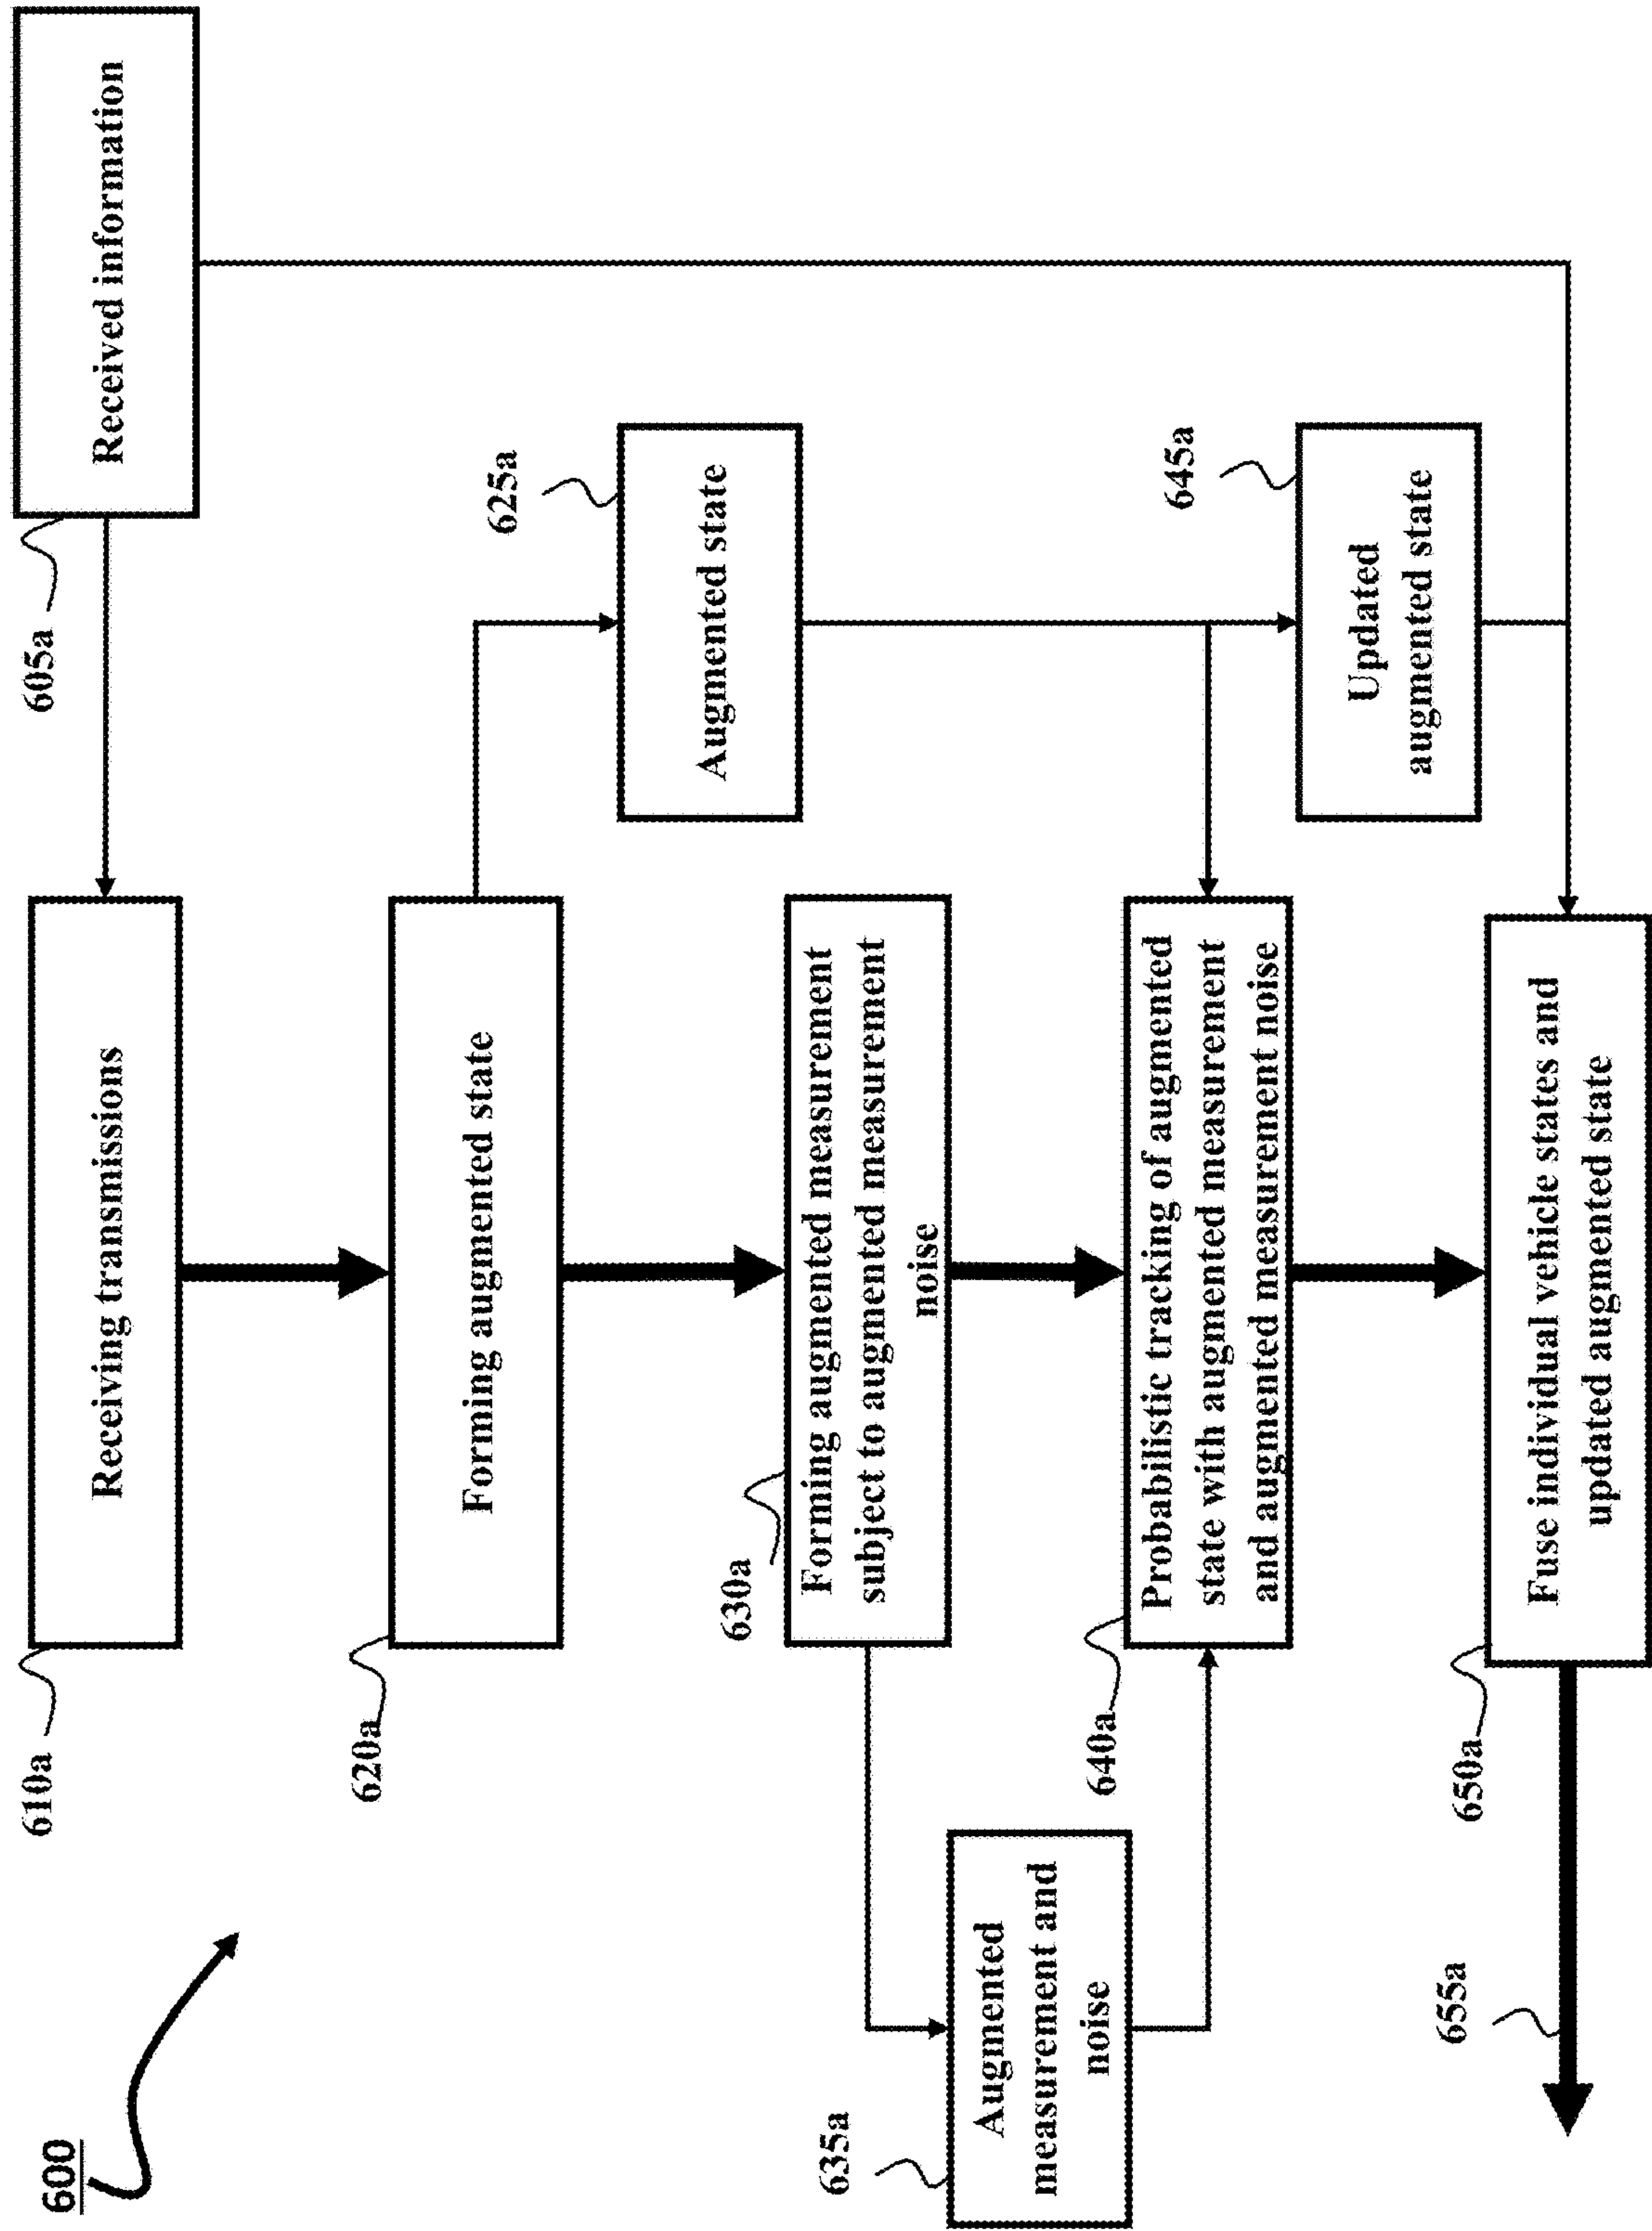 600
605a
Received information
610a
Receiving transmissions
620a
Forming augmented state
625a
Augmented state
630a
Forming augmented measurement
subject to augmented measurement
noise
635a
Augmented
measurement and
noise
640a
Probabilistic tracking of augmented
state with augmented measurement
and augmented measurement noise
645a
Updated
augmented state
650a
Fuse individual vehicle states and
updated augmented state
655a